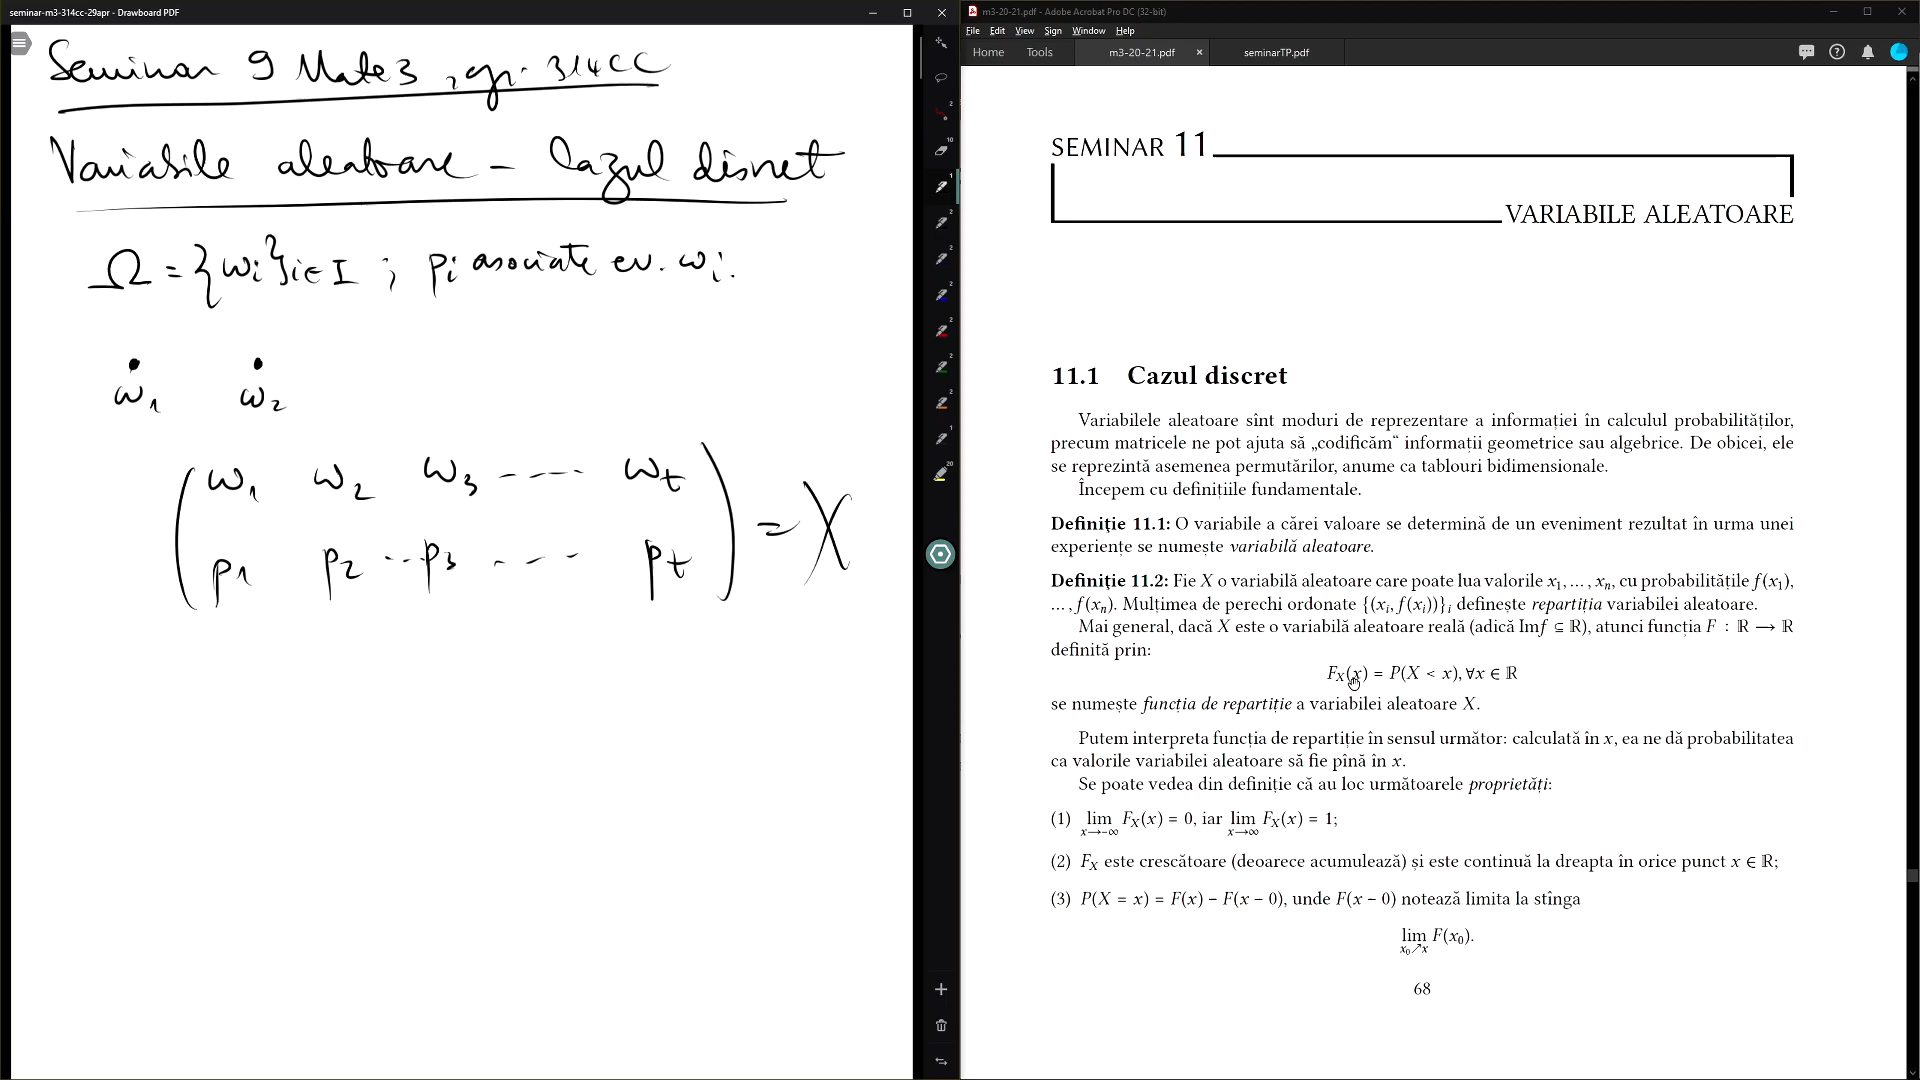 seminar-m3-314cc-29apr - Drawboard PDF
Seminar 9 Mate3, gr. 314CC
Variabile aleatoare - Cazul discret
Ω = {ωi}i∈I ; pi asociate ev. ωi.
ω1 ω2
( ω1 ω2 ω3 ---- ωt
p1 p2 ··p3 ---- pt ) = X
m3-20-21.pdf - Adobe Acrobat Pro DC (32-bit)
File Edit View Sign Window Help
Home Tools m3-20-21.pdf × seminarTP.pdf
SEMINAR 11
VARIABILE ALEATOARE
11.1 Cazul discret
Variabilele aleatoare sînt moduri de reprezentare a informației în calculul probabilităților,
precum matricele ne pot ajuta să „codificăm“ informații geometrice sau algebrice. De obicei, ele
se reprezintă asemenea permutărilor, anume ca tablouri bidimensionale.
Începem cu definițiile fundamentale.
Definiție 11.1: O variabile a cărei valoare se determină de un eveniment rezultat în urma unei
experiențe se numește variabilă aleatoare.
Definiție 11.2: Fie X o variabilă aleatoare care poate lua valorile x1, … , xn, cu probabilitățile f(x1),
… , f(xn). Mulțimea de perechi ordonate {(xi, f(xi))}i definește repartiția variabilei aleatoare.
Mai general, dacă X este o variabilă aleatoare reală (adică Imf ⊆ ℝ), atunci funcția F : ℝ → ℝ
definită prin:
FX(x) = P(X < x), ∀x ∈ ℝ
se numește funcția de repartiție a variabilei aleatoare X.
Putem interpreta funcția de repartiție în sensul următor: calculată în x, ea ne dă probabilitatea
ca valorile variabilei aleatoare să fie pînă în x.
Se poate vedea din definiție că au loc următoarele proprietăți:
(1) lim x→-∞ FX(x) = 0, iar lim x→∞ FX(x) = 1;
(2) FX este crescătoare (deoarece acumulează) și este continuă la dreapta în orice punct x ∈ ℝ;
(3) P(X = x) = F(x) − F(x − 0), unde F(x − 0) notează limita la stînga
lim x0↗x F(x0).
68